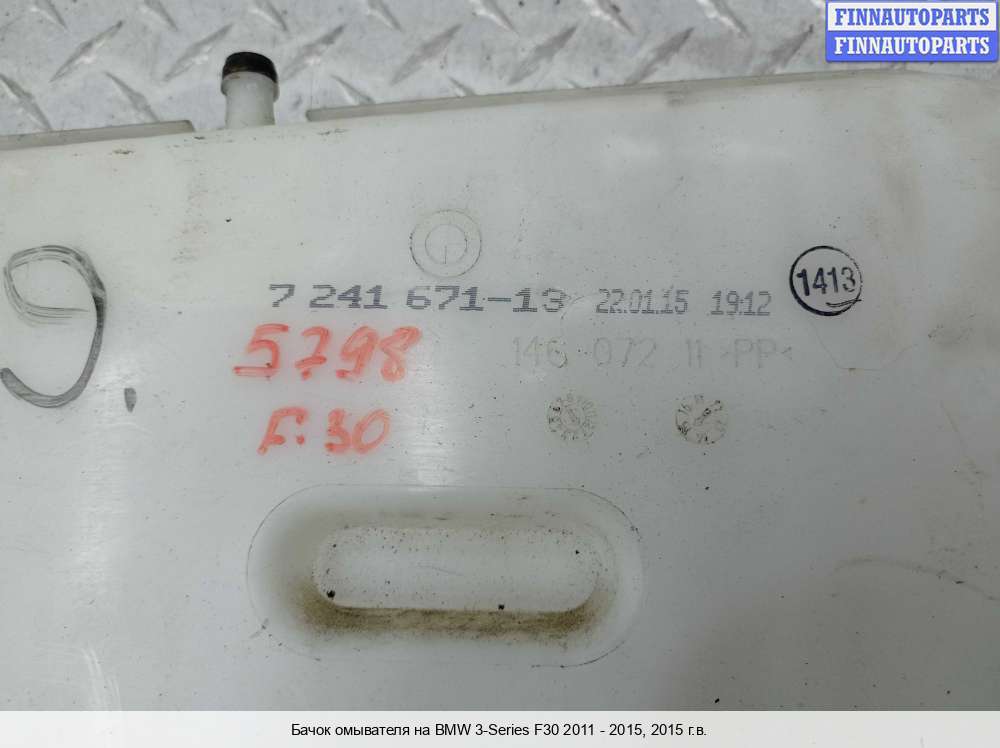 FINNAUTOPARTS
FINNAUTOPARTS
1413
7 241 671-13 22.01.15 19:12
5798
146 072 11 >PP<
F.30
Бачок омывателя на BMW 3-Series F30 2011 - 2015, 2015 г.в.